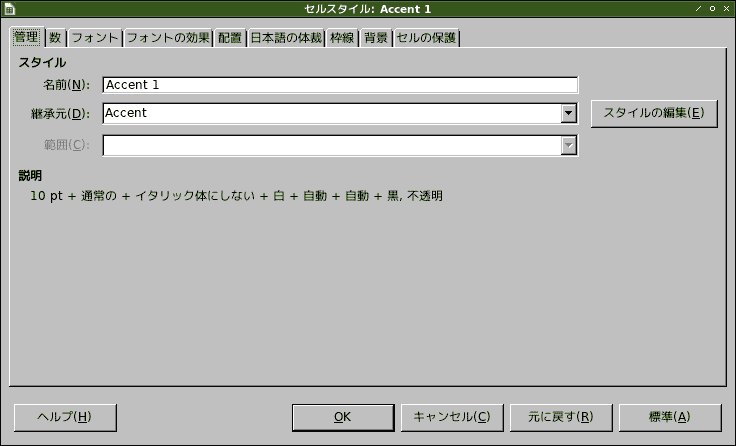 セルスタイル: Accent 1
管理 数 フォント フォントの効果 配置 日本語の体裁 枠線 背景 セルの保護
スタイル
名前(N): Accent 1
継承元(D): Accent スタイルの編集(E)
範囲(C):
説明
10 pt + 通常の + イタリック体にしない + 白 + 自動 + 自動 + 黒, 不透明
ヘルプ(H) OK キャンセル(C) 元に戻す(R) 標準(A)